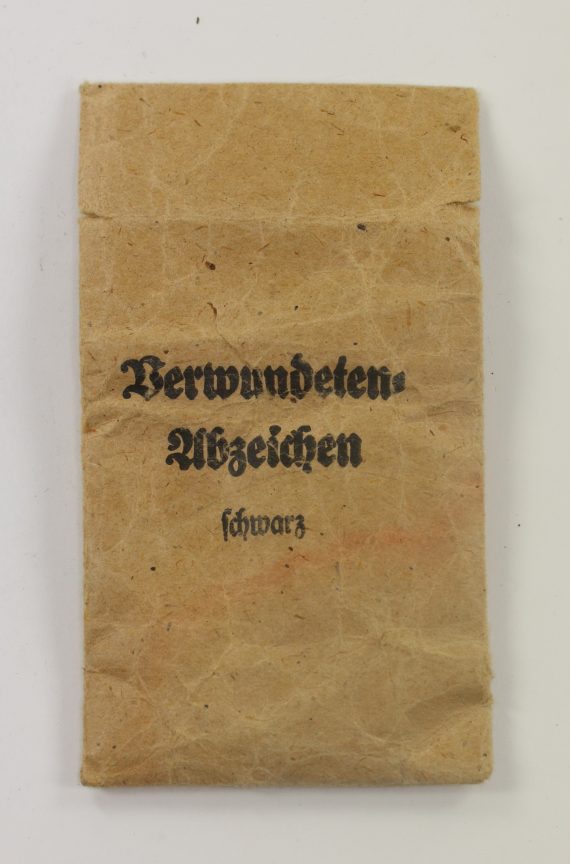 Verwundeten-
Abzeichen
schwarz